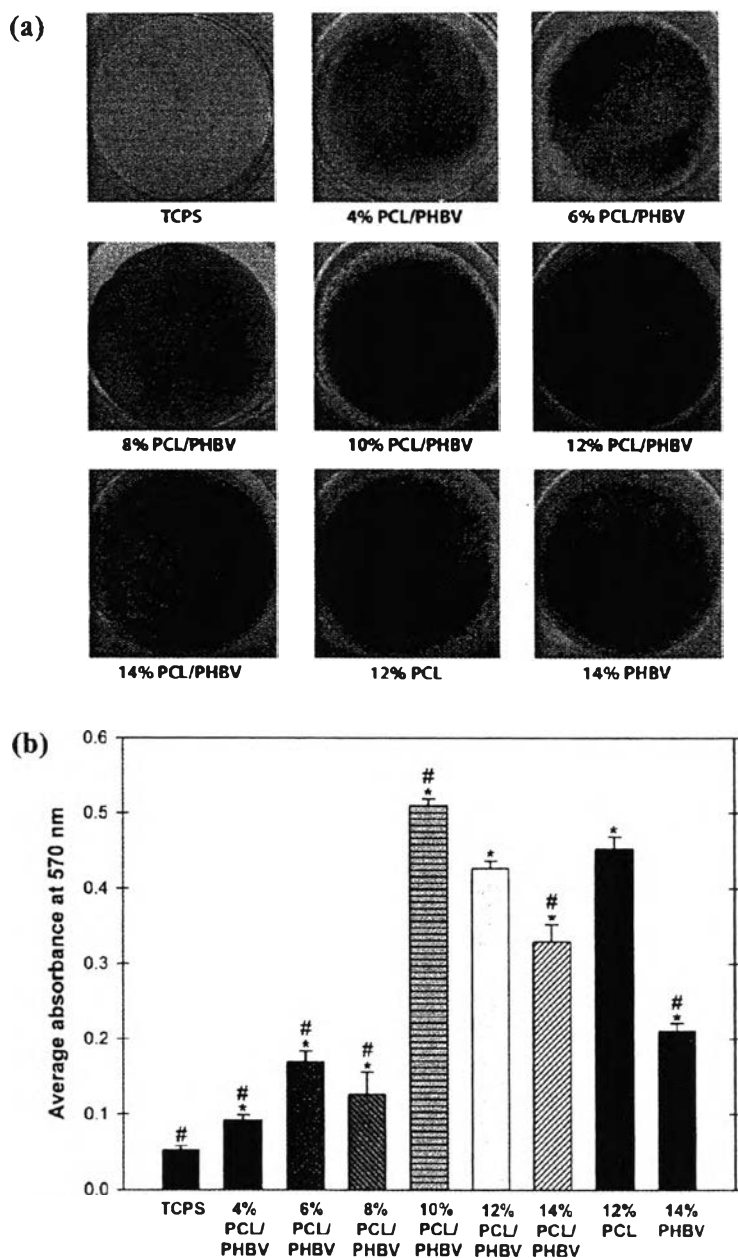 (a)
TCPS 4% PCL/PHBV 6% PCL/PHBV
8% PCL/PHBV 10% PCL/PHBV 12% PCL/PHBV
14% PCL/PHBV 12% PCL 14% PHBV
(b)
Average absorbance at 570 nm
0.6
0.5
0.4
0.3
0.2
0.1
0.0
#
# *
# *
# *
# *
*
# *
*
# *
TCPS 4% 6% 8% 10% 12% 14% 12% 14%
PCL/ PCL/ PCL/ PCL/ PCL/ PCL/ PCL PHBV
PHBV PHBV PHBV PHBV PHBV PHBV